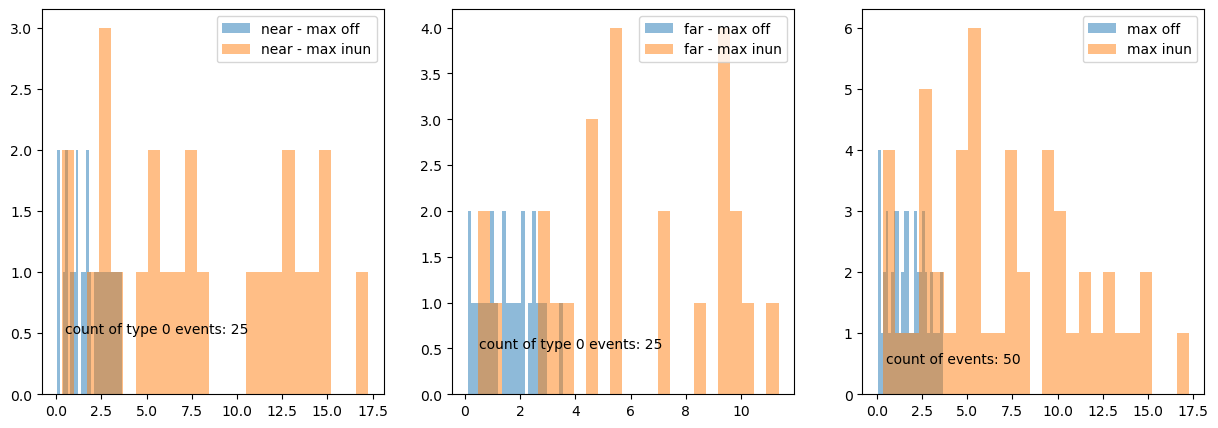 near - max off
near - max inun
3.0
2.5
2.0
1.5
1.0
0.5
0.0
count of type 0 events: 25
0.0 2.5 5.0 7.5 10.0 12.5 15.0 17.5
far - max off
far - max inun
4.0
3.5
3.0
2.5
2.0
1.5
1.0
0.5
0.0
count of type 0 events: 25
0 2 4 6 8 10
max off
max inun
6
5
4
3
2
1
0
count of events: 50
0.0 2.5 5.0 7.5 10.0 12.5 15.0 17.5